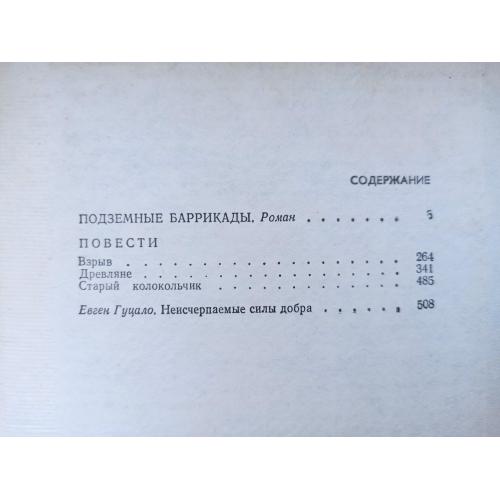 СОДЕРЖАНИЕ
ПОДЗЕМНЫЕ БАРРИКАДЫ, Роман . . . . . . . 5
ПОВЕСТИ
Взрыв . . . . . . . . . . . . . . . 264
Древляне . . . . . . . . . . . . . . 341
Старый колокольчик . . . . . . . . . . 485
Евген Гуцало, Неисчерпаемые силы добра . . . . . . 508